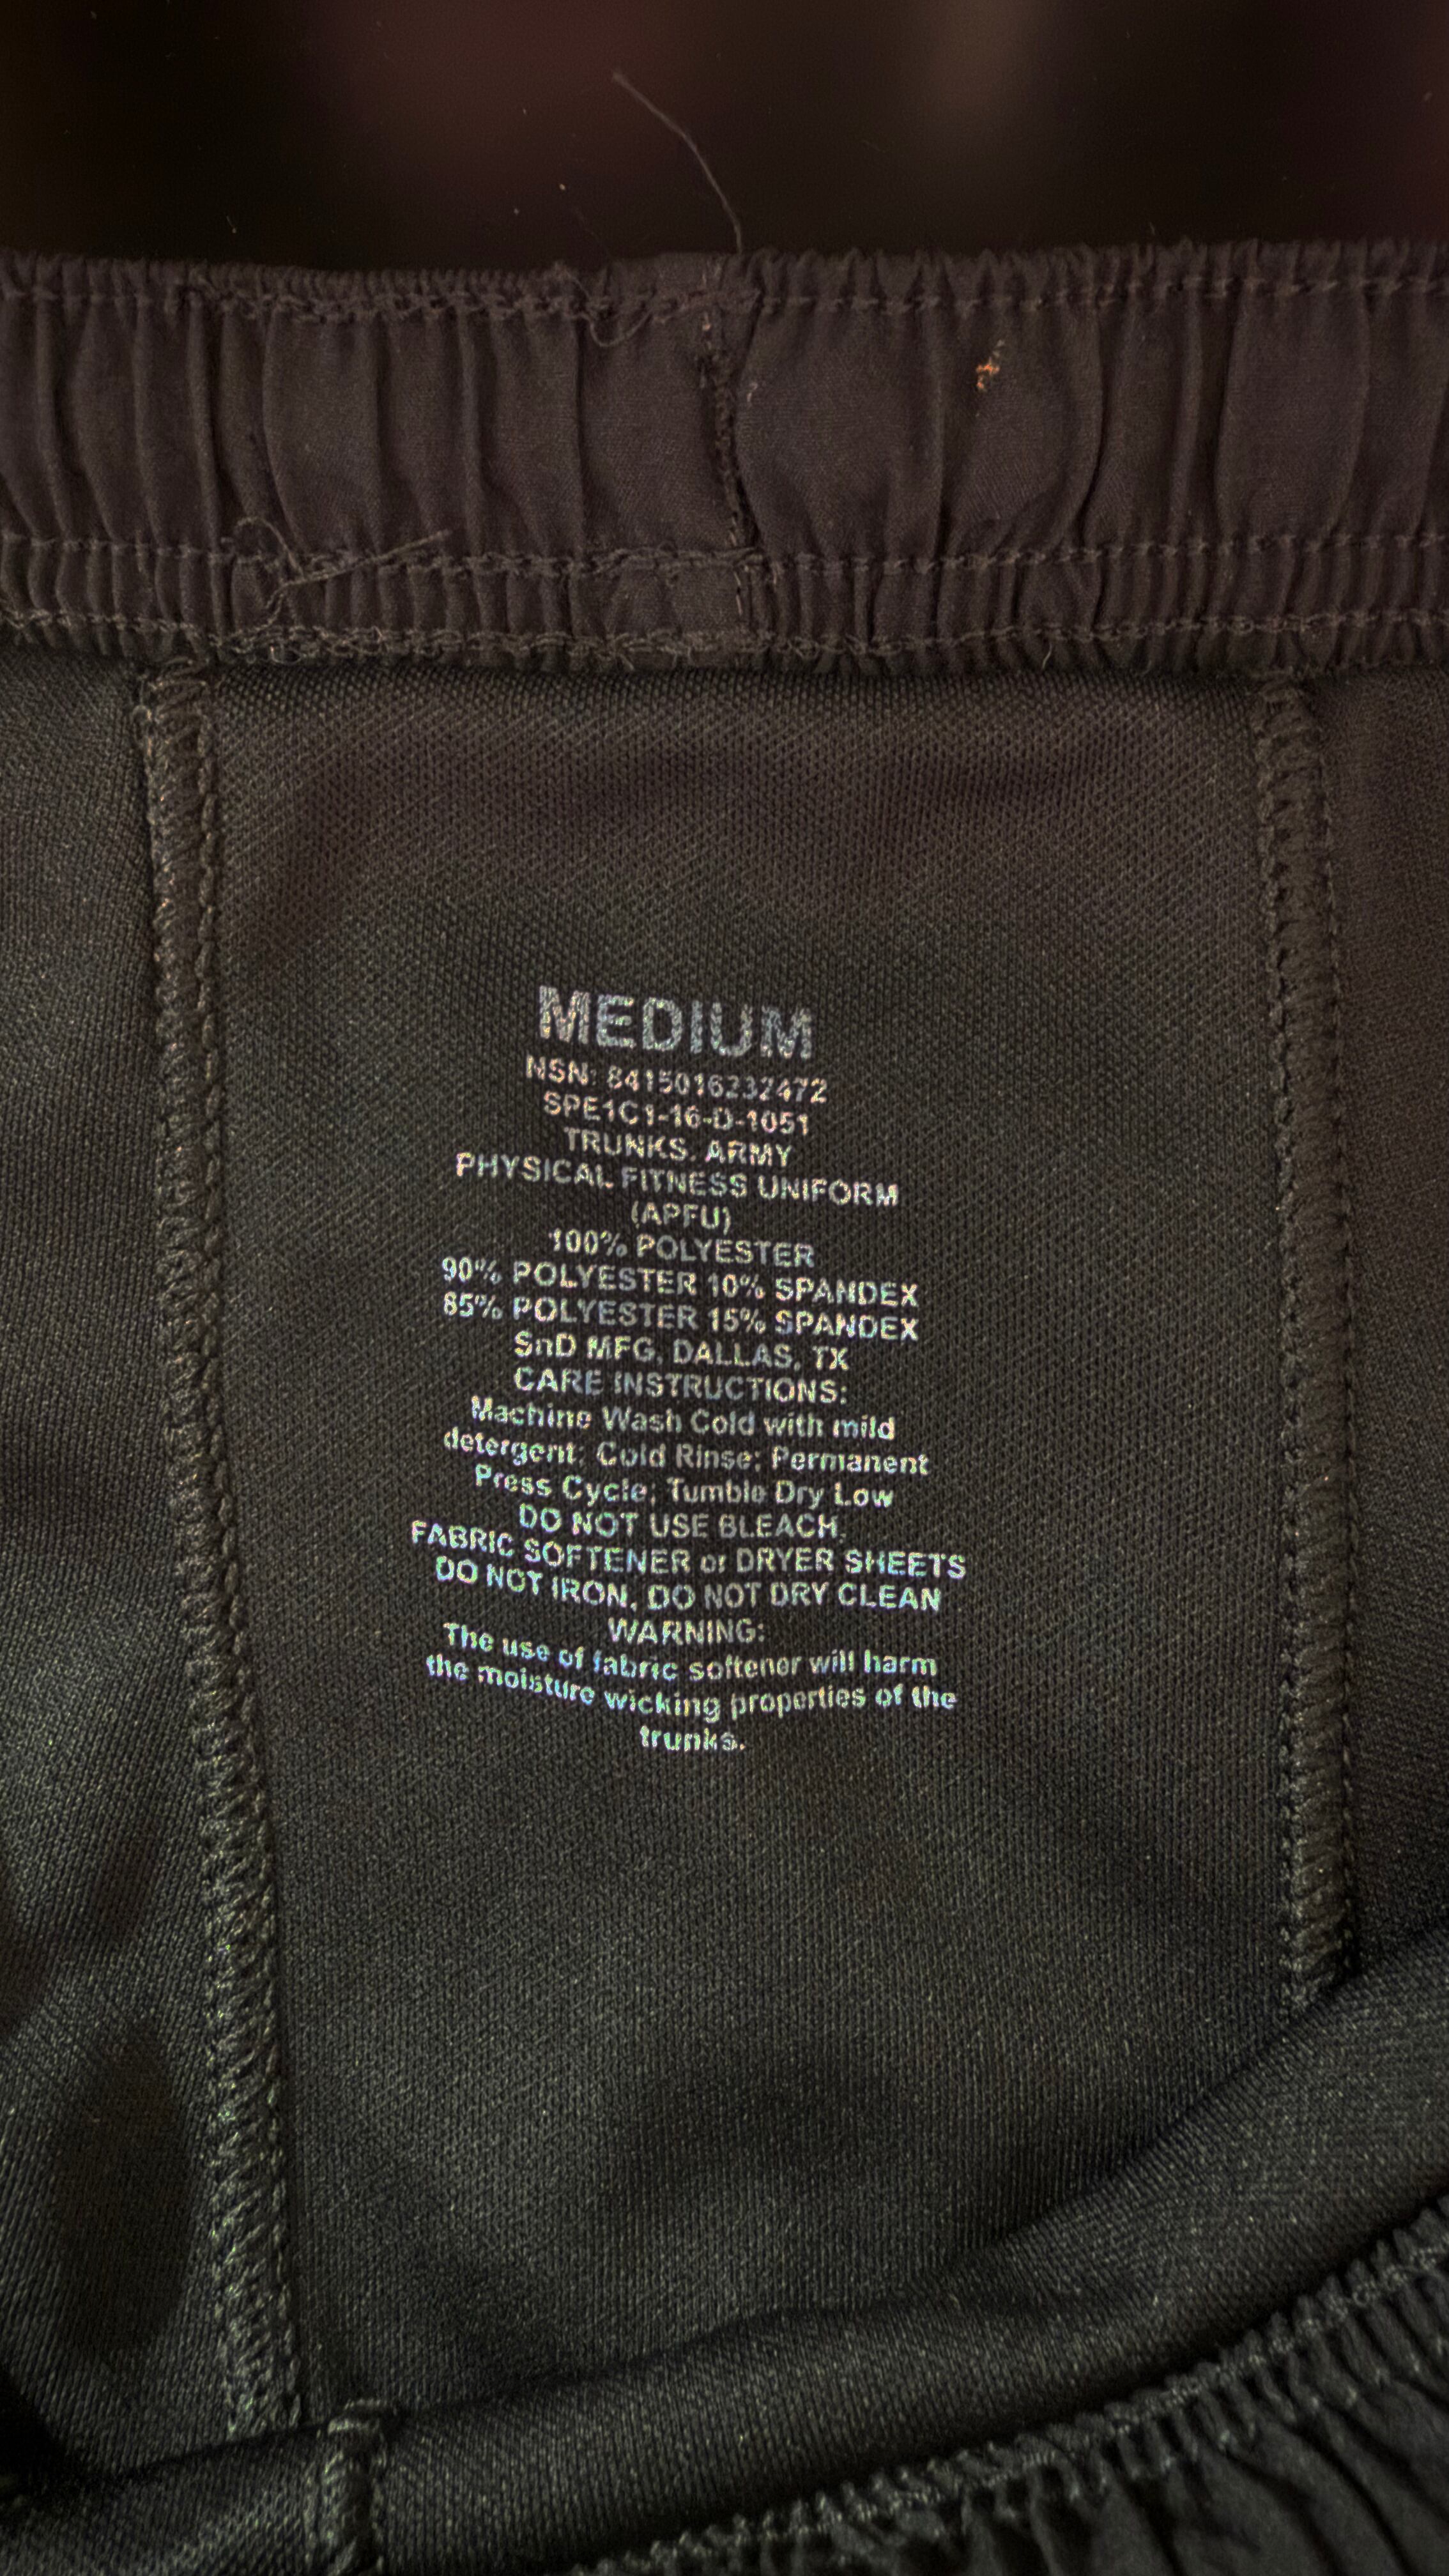 MEDIUM
NSN: 8415016232472
SPE1C1-16-D-1051
TRUNKS, ARMY
PHYSICAL FITNESS UNIFORM
(APFU)
100% POLYESTER
90% POLYESTER 10% SPANDEX
85% POLYESTER 15% SPANDEX
SnD MFG, DALLAS, TX
CARE INSTRUCTIONS:
Machine Wash Cold with mild
detergent; Cold Rinse; Permanent
Press Cycle; Tumble Dry Low
DO NOT USE BLEACH,
FABRIC SOFTENER or DRYER SHEETS
DO NOT IRON, DO NOT DRY CLEAN
WARNING:
The use of fabric softener will harm
the moisture wicking properties of the
trunks.